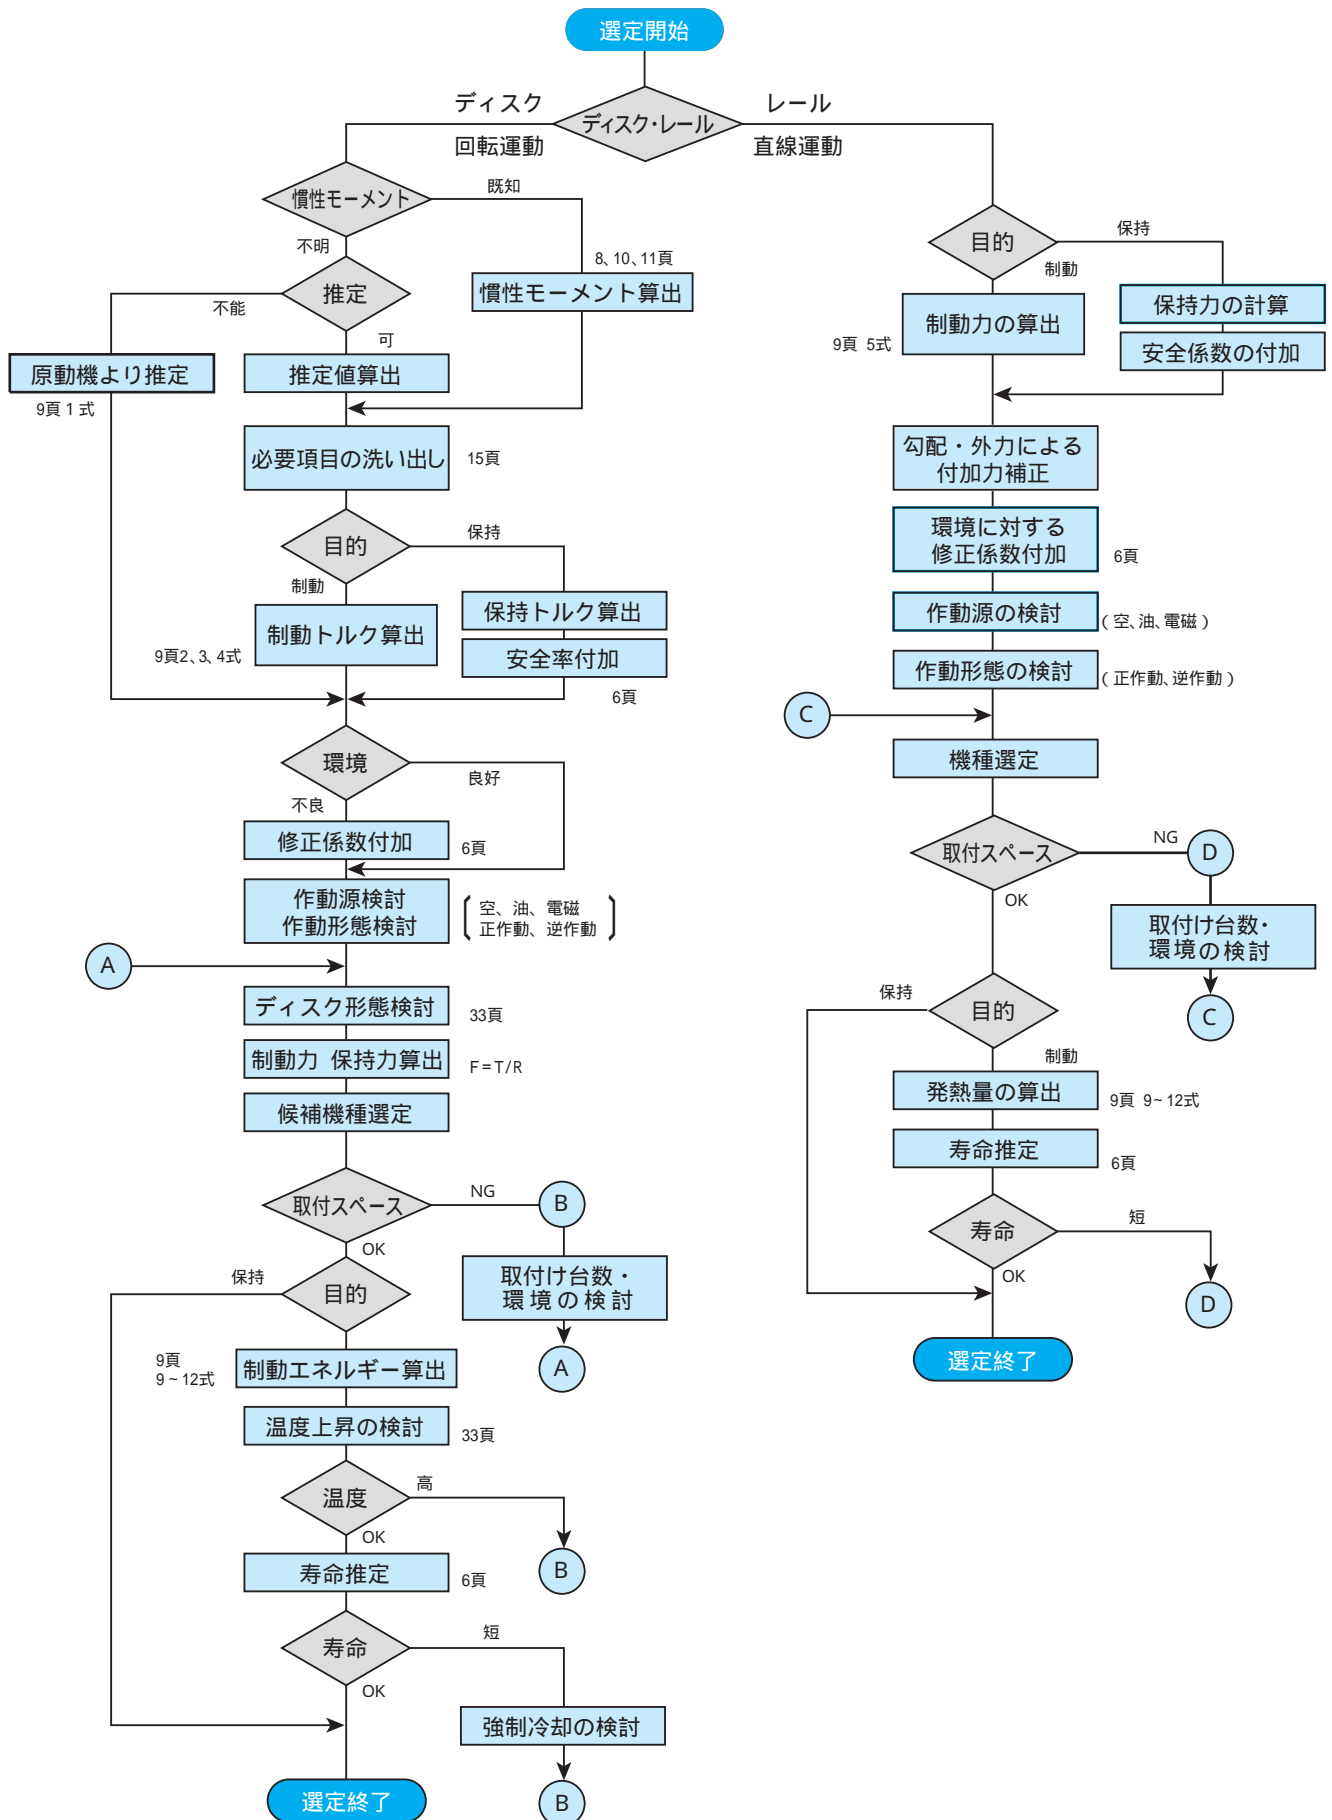 選定開始
ディスク
回転運動
ディスク・レール
レール
直線運動
慣性モーメント
既知
不明
8、10、11頁
慣性モーメント算出
推定
不能
可
原動機より推定
9頁 1 式
推定値算出
必要項目の洗い出し
15頁
目的
保持
制動
制動トルク算出
9頁2、3、4式
保持トルク算出
安全率付加
6頁
環境
良好
不良
修正係数付加
6頁
作動源検討
作動形態検討
空、油、電磁
正作動、逆作動
A
ディスク形態検討
33頁
制動力 保持力算出
F=T/R
候補機種選定
取付スペース
NG
B
OK
取付け台数・
環境の検討
A
目的
保持
9頁
9~12式
制動エネルギー算出
温度上昇の検討
33頁
温度
高
B
OK
寿命推定
6頁
寿命
短
OK
強制冷却の検討
B
選定終了
目的
保持
制動
制動力の算出
9頁 5式
保持力の計算
安全係数の付加
勾配・外力による
付加力補正
環境に対する
修正係数付加
6頁
作動源の検討
(空、油、電磁)
作動形態の検討
(正作動、逆作動)
C
機種選定
取付スペース
NG
D
OK
取付け台数・
環境の検討
C
目的
保持
制動
発熱量の算出
9頁 9~12式
寿命推定
6頁
寿命
短
OK
D
選定終了